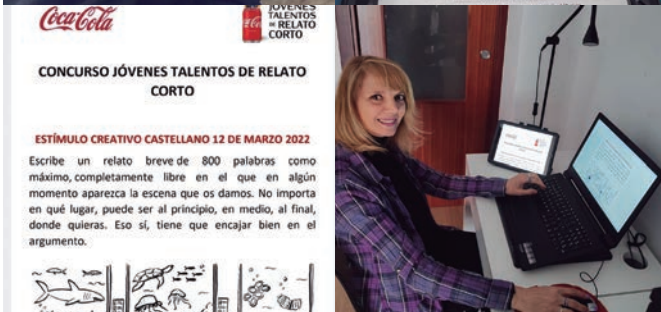 Coca-Cola
JÓVENES
TALENTOS
DE RELATO
CORTO
CONCURSO JÓVENES TALENTOS DE RELATO
CORTO
ESTÍMULO CREATIVO CASTELLANO 12 DE MARZO 2022
Escribe un relato breve de 800 palabras como
máximo, completamente libre en el que en algún
momento aparezca la escena que os damos. No importa
en qué lugar, puede ser al principio, en medio, al final,
donde quieras. Eso sí, tiene que encajar bien en el
argumento.